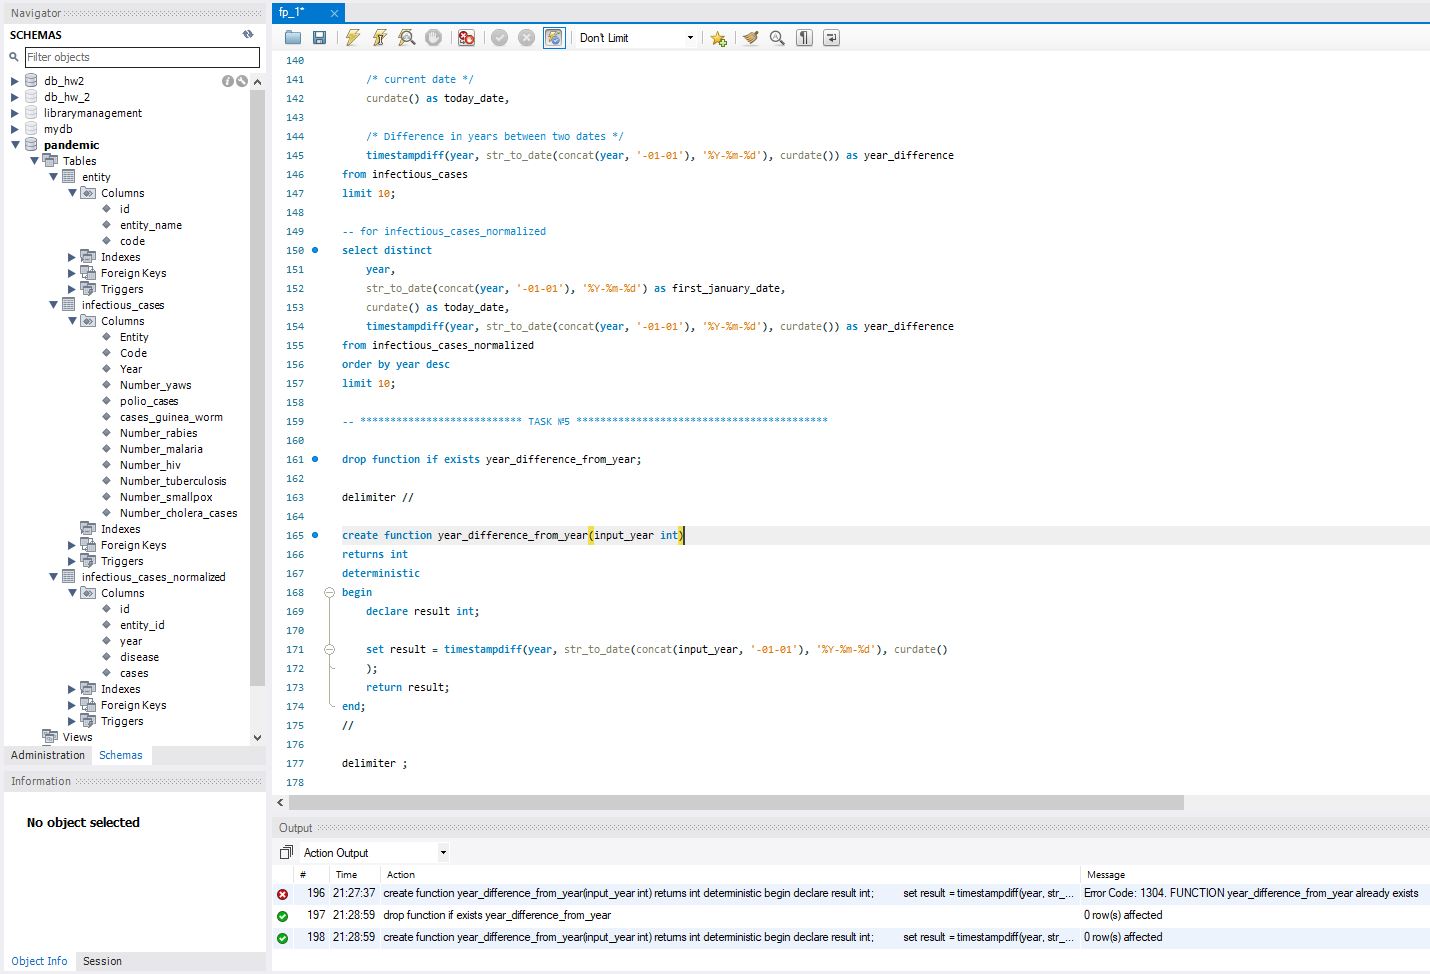 Navigator
SCHEMAS
Filter objects
db_hw2
db_hw_2
librarymanagement
mydb
pandemic
Tables
entity
Columns
id
entity_name
code
Indexes
Foreign Keys
Triggers
infectious_cases
Columns
Entity
Code
Year
Number_yaws
polio_cases
cases_guinea_worm
Number_rabies
Number_malaria
Number_hiv
Number_tuberculosis
Number_smallpox
Number_cholera_cases
Indexes
Foreign Keys
Triggers
infectious_cases_normalized
Columns
id
entity_id
year
disease
cases
Indexes
Foreign Keys
Triggers
Views
Administration Schemas
Information
No object selected
Object Info Session
fp_1*
Don't Limit
140
141 /* current date */
142 curdate() as today_date,
143
144 /* Difference in years between two dates */
145 timestampdiff(year, str_to_date(concat(year, '-01-01'), '%Y-%m-%d'), curdate()) as year_difference
146 from infectious_cases
147 limit 10;
148
149 -- for infectious_cases_normalized
150 select distinct
151 year,
152 str_to_date(concat(year, '-01-01'), '%Y-%m-%d') as first_january_date,
153 curdate() as today_date,
154 timestampdiff(year, str_to_date(concat(year, '-01-01'), '%Y-%m-%d'), curdate()) as year_difference
155 from infectious_cases_normalized
156 order by year desc
157 limit 10;
158
159 -- *************************** TASK №5 ******************************************
160
161 drop function if exists year_difference_from_year;
162
163 delimiter //
164
165 create function year_difference_from_year(input_year int)
166 returns int
167 deterministic
168 begin
169 declare result int;
170
171 set result = timestampdiff(year, str_to_date(concat(input_year, '-01-01'), '%Y-%m-%d'), curdate()
172 );
173 return result;
174 end;
175 //
176
177 delimiter ;
178
Output
Action Output
# Time Action Message
196 21:27:37 create function year_difference_from_year(input_year int) returns int deterministic begin declare result int; set result = timestampdiff(year, str_... Error Code: 1304. FUNCTION year_difference_from_year already exists
197 21:28:59 drop function if exists year_difference_from_year 0 row(s) affected
198 21:28:59 create function year_difference_from_year(input_year int) returns int deterministic begin declare result int; set result = timestampdiff(year, str_... 0 row(s) affected